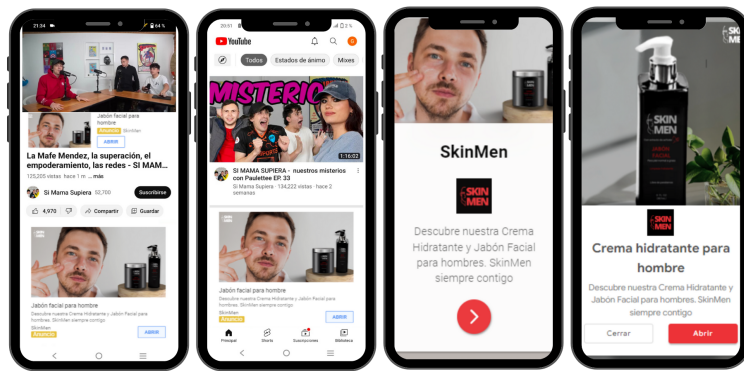 21:34
64 %
Jabón facial para
hombre
Anuncio SkinMen
ABRIR
La Mafe Mendez, la superación, el
empoderamiento, las redes - SI MAM...
125,205 vistas hace 1 m ...más
Si Mama Supiera 52,700
Suscribirse
4,970
Compartir
Guardar
Jabón facial para hombre
Descubre nuestra Crema Hidratante y Jabón Facial para
hombres. SkinMen siempre contigo
SkinMen
Anuncio
ABRIR
20:51
2 %
YouTube
Todos
Estados de ánimo
Mixes
MISTERIO
1:16:02
SI MAMA SUPIERA - nuestros misterios
con Paulettee EP. 33
Si Mama Supiera · 134,222 vistas · hace 2
semanas
Jabón facial para hombre
Descubre nuestra Crema Hidratante y Jabón Facial para
hombres. SkinMen siempre contigo
SkinMen
Anuncio
ABRIR
Principal
Shorts
Suscripciones
Biblioteca
SkinMen
SKIN
MEN
Descubre nuestra Crema
Hidratante y Jabón Facial
para hombres. SkinMen
siempre contigo
SK
ME
SKIN
MEN
JABÓN
FACIAL
SKIN
MEN
Crema hidratante para
hombre
Descubre nuestra Crema Hidratante y
Jabón Facial para hombres. SkinMen
siempre contigo
Cerrar
Abrir